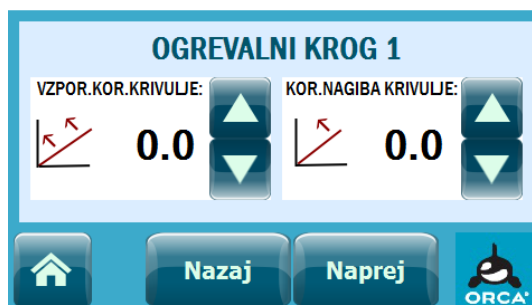 OGREVALNI KROG 1
VZPOR.KOR.KRIVULJE: KOR.NAGIBA KRIVULJE:
0.0 0.0
Nazaj Naprej
ORCA